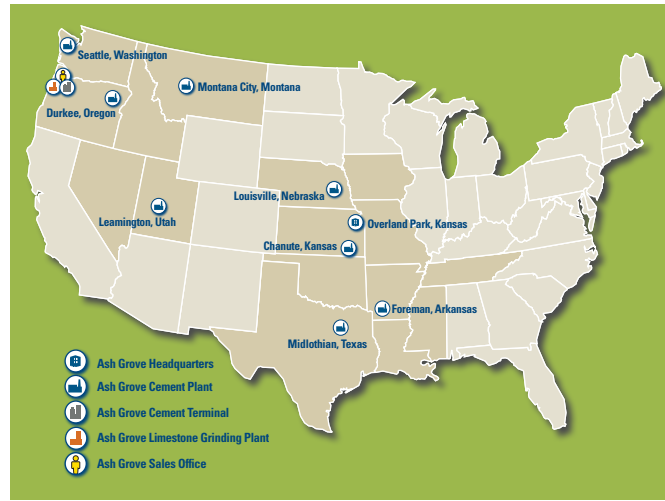 Seattle, Washington
Montana City, Montana
Durkee, Oregon
Louisville, Nebraska
Leamington, Utah
Overland Park, Kansas
Chanute, Kansas
Foreman, Arkansas
Midlothian, Texas
Ash Grove Headquarters
Ash Grove Cement Plant
Ash Grove Cement Terminal
Ash Grove Limestone Grinding Plant
Ash Grove Sales Office